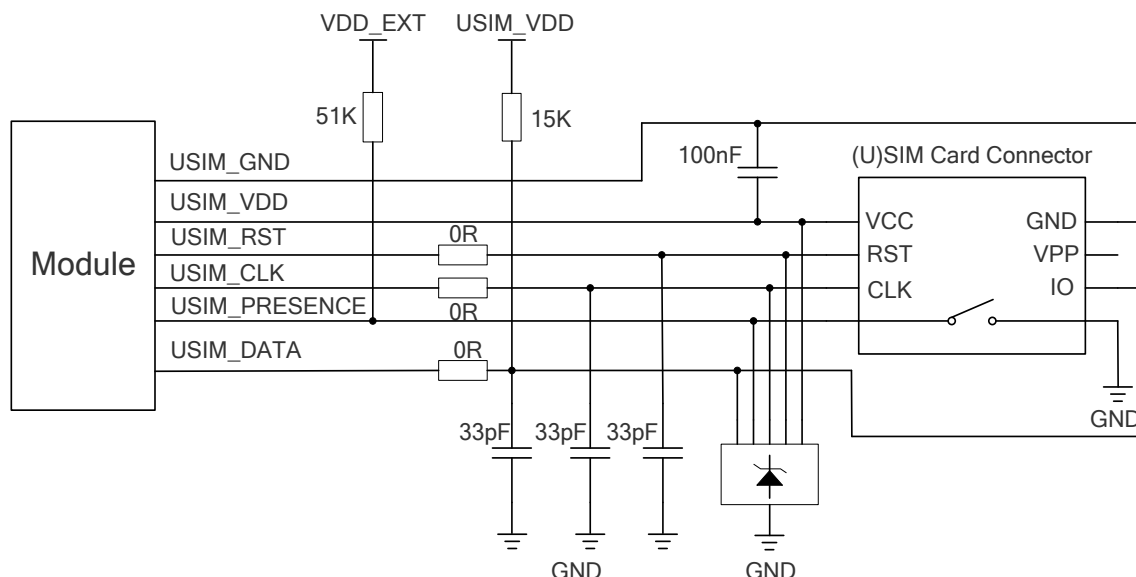 VDD_EXT USIM_VDD
51K 15K
Module
USIM_GND
USIM_VDD
USIM_RST
USIM_CLK
USIM_PRESENCE
USIM_DATA
0R
0R
0R
100nF
(U)SIM Card Connector
VCC GND
RST VPP
CLK IO
GND
33pF 33pF 33pF
GND GND